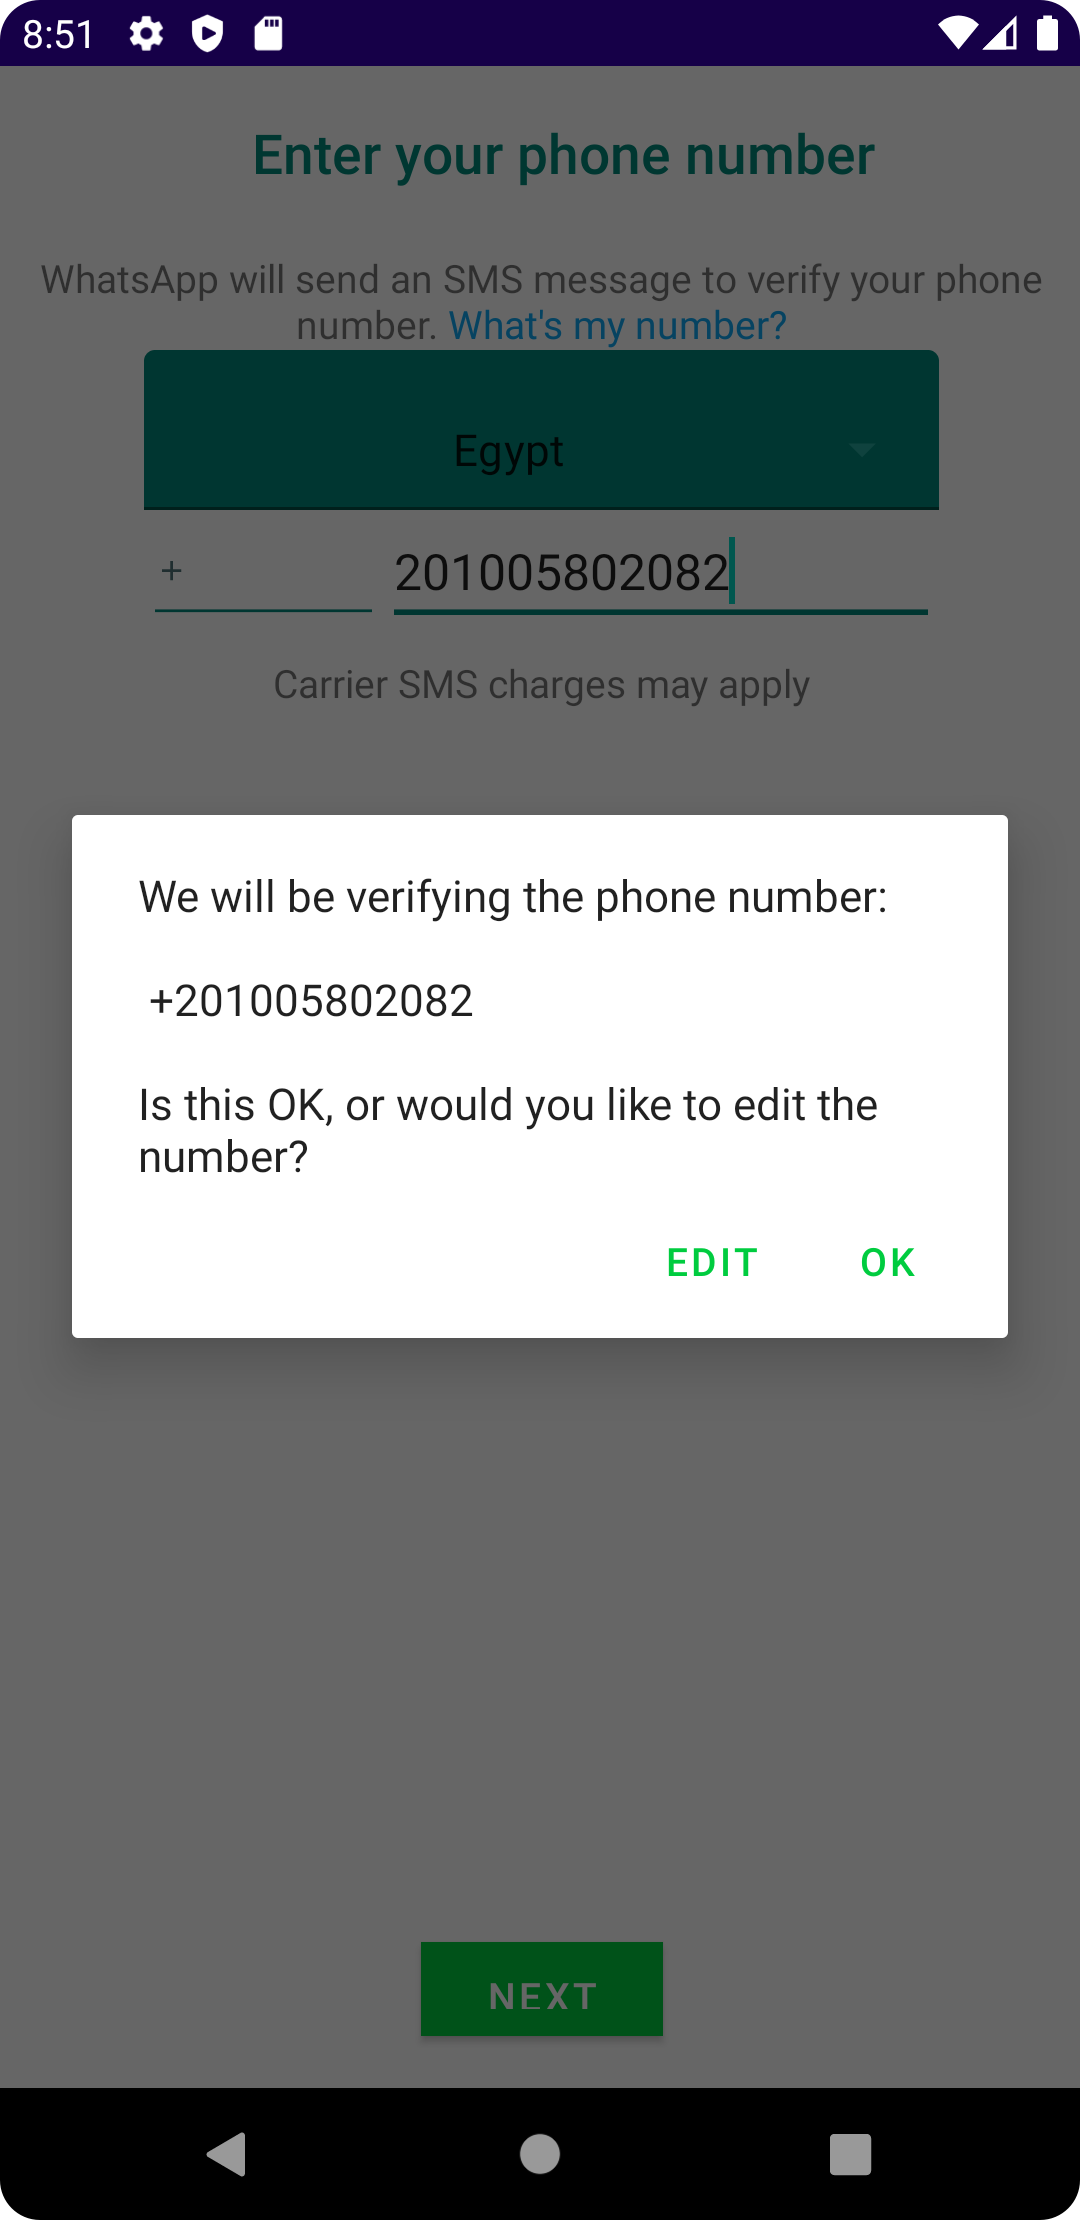 8:51
Enter your phone number
WhatsApp will send an SMS message to verify your phone
number. What's my number?
Egypt
+ 201005802082
Carrier SMS charges may apply
We will be verifying the phone number:
+201005802082
Is this OK, or would you like to edit the
number?
EDIT OK
NEXT